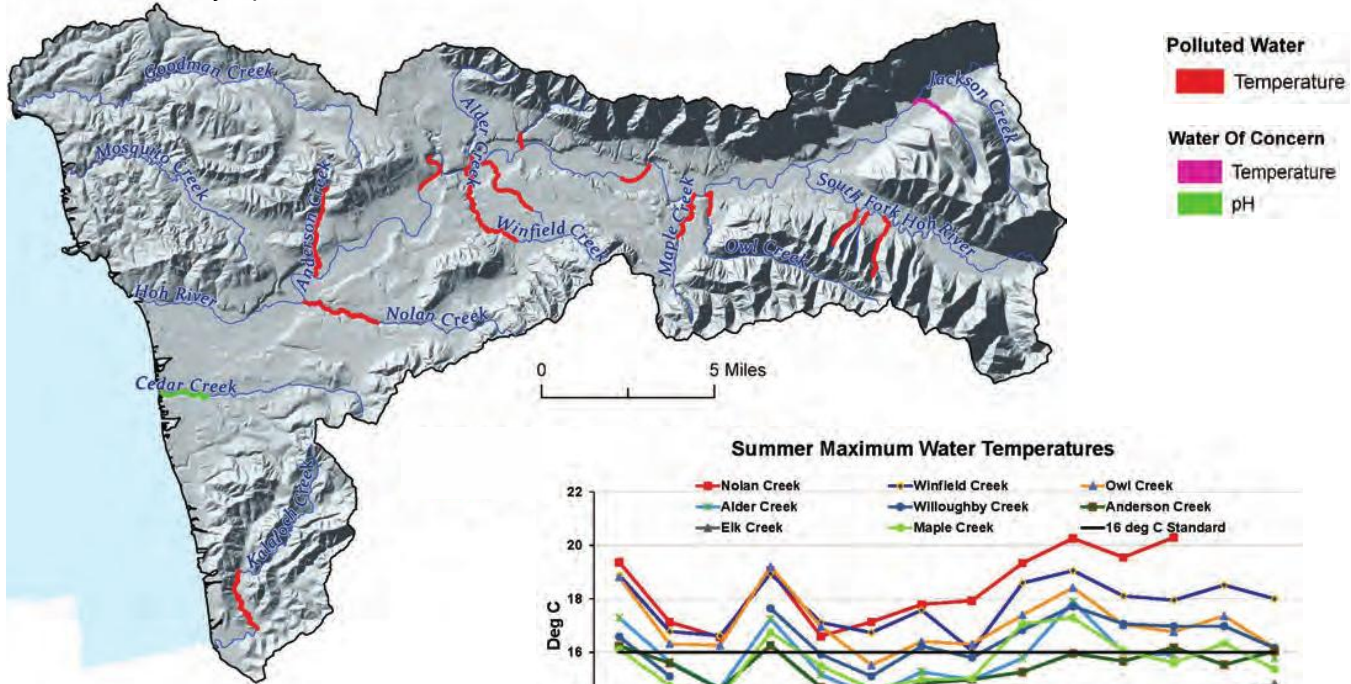 Polluted Water
Temperature
Water Of Concern
Temperature
pH
Goodman Creek
Mosquito Creek
Anderson Creek
Alder Creek
Winfield Creek
Maple Creek
Owl Creek
South Fork Hoh River
Jackson Creek
Hoh River
Nolan Creek
Cedar Creek
Kalaloch Creek
0 5 Miles
Summer Maximum Water Temperatures
Nolan Creek Winfield Creek Owl Creek
Alder Creek Willoughby Creek Anderson Creek
Elk Creek Maple Creek 16 deg C Standard
Deg C
22
20
18
16